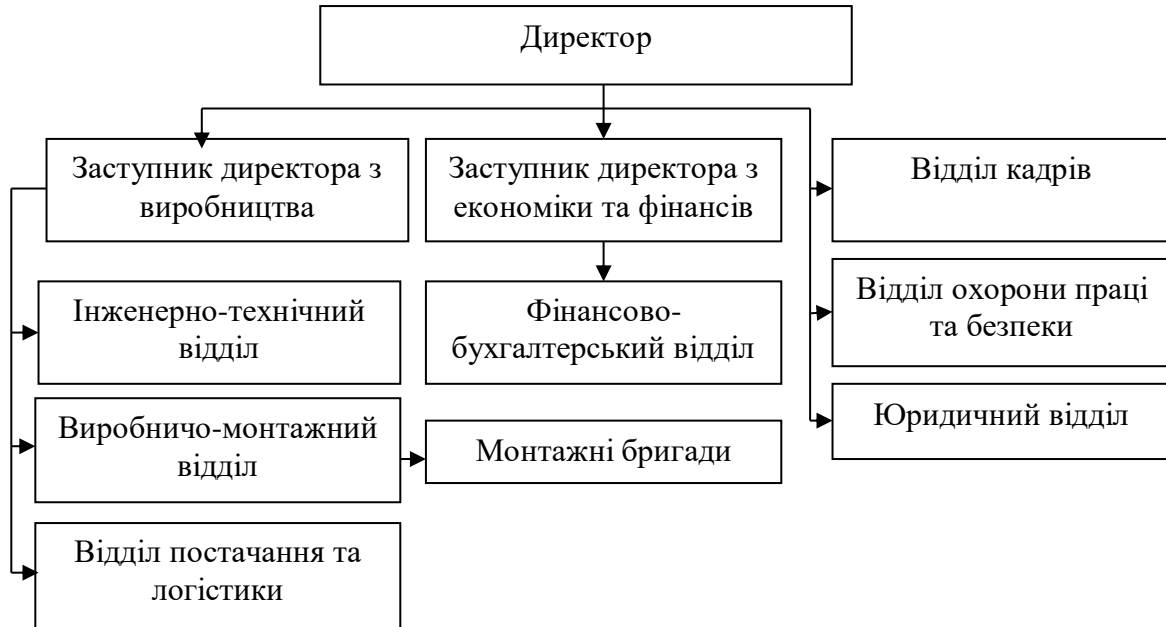 Директор
Заступник директора з
виробництва
Заступник директора з
економіки та фінансів
Відділ кадрів
Інженерно-технічний
відділ
Фінансово-
бухгалтерський відділ
Відділ охорони праці
та безпеки
Виробничо-монтажний
відділ
Монтажні бригади
Юридичний відділ
Відділ постачання та
логістики